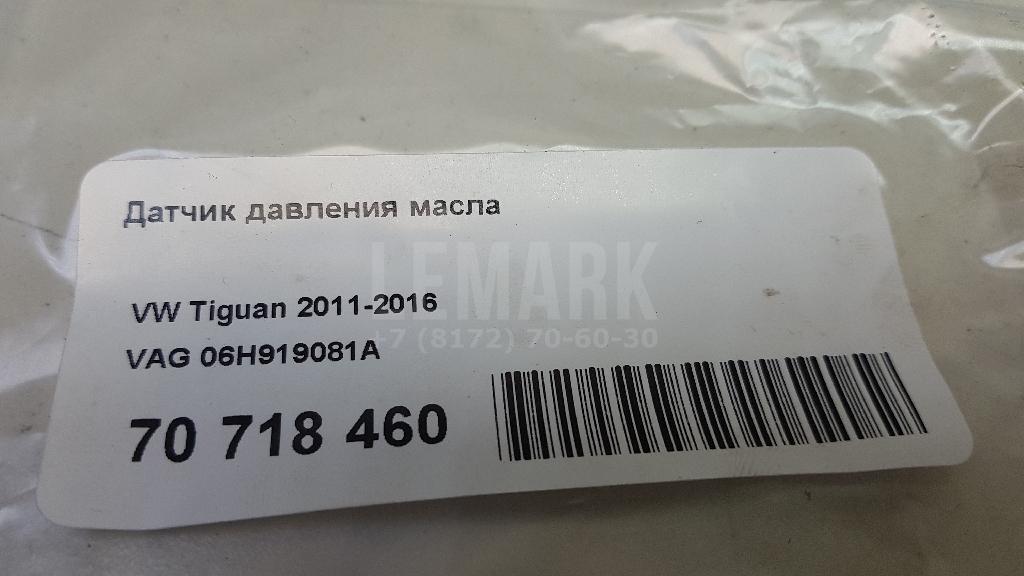 Датчик давления масла
LEMARK
VW Tiguan 2011-2016
+7 (8172) 70-60-30
VAG 06H919081A
70 718 460